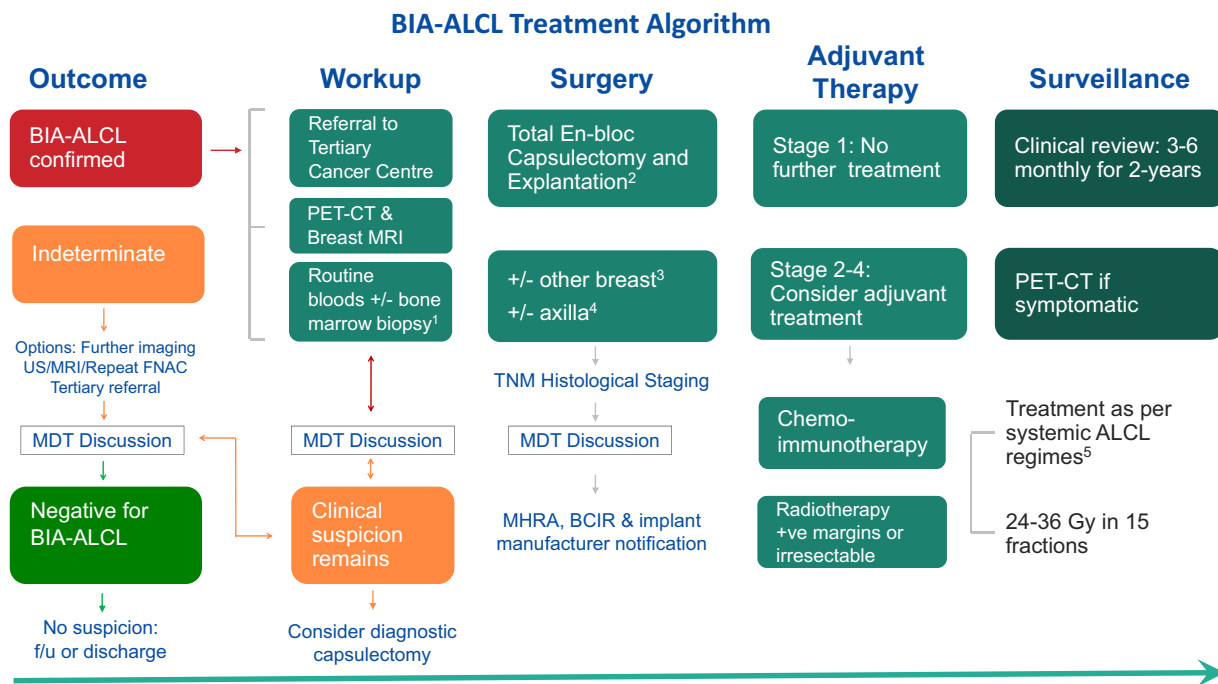 BIA-ALCL Treatment Algorithm
Outcome
BIA-ALCL
confirmed
Indeterminate
Options: Further imaging
US/MRI/Repeat FNAC
Tertiary referral
MDT Discussion
Negative for
BIA-ALCL
No suspicion:
f/u or discharge
Workup
Referral to
Tertiary
Cancer Centre
PET-CT &
Breast MRI
Routine
bloods +/- bone
marrow biopsy¹
MDT Discussion
Clinical
suspicion
remains
Consider diagnostic
capsulectomy
Surgery
Total En-bloc
Capsulectomy and
Explantation²
+/- other breast³
+/- axilla⁴
TNM Histological Staging
MDT Discussion
MHRA, BCIR & implant
manufacturer notification
Adjuvant
Therapy
Stage 1: No
further treatment
Stage 2-4:
Consider adjuvant
treatment
Chemo-
immunotherapy
Radiotherapy
+ve margins or
irresectable
Surveillance
Clinical review: 3-6
monthly for 2-years
PET-CT if
symptomatic
Treatment as per
systemic ALCL
regimes⁵
24-36 Gy in 15
fractions